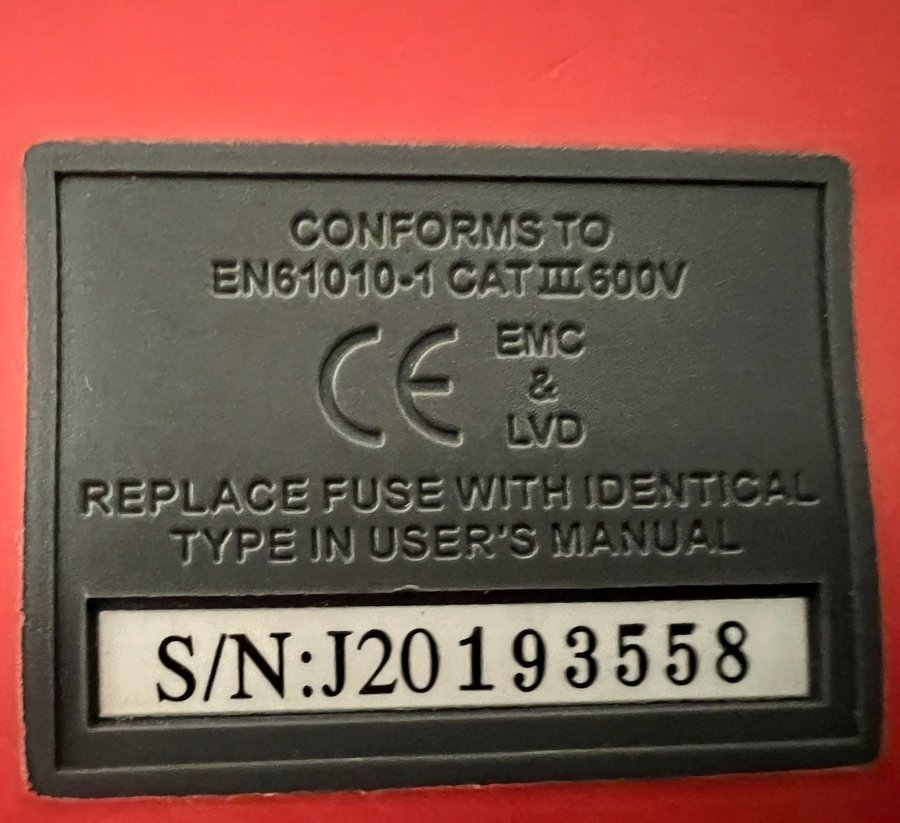 CONFORMS TO
EN61010-1 CAT III 600V
CE EMC
&
LVD
REPLACE FUSE WITH IDENTICAL
TYPE IN USER'S MANUAL
S/N:J20193558